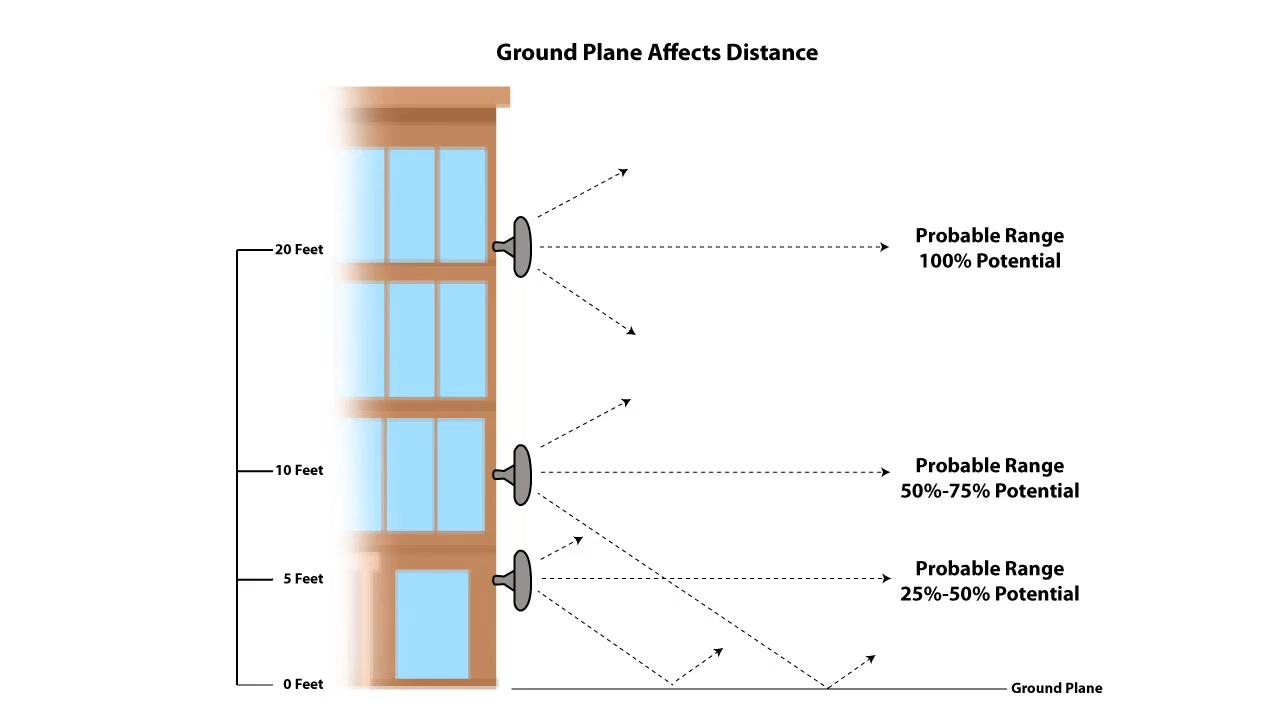 Ground Plane Affects Distance
20 Feet
Probable Range
100% Potential
10 Feet
Probable Range
50%-75% Potential
5 Feet
Probable Range
25%-50% Potential
0 Feet
Ground Plane